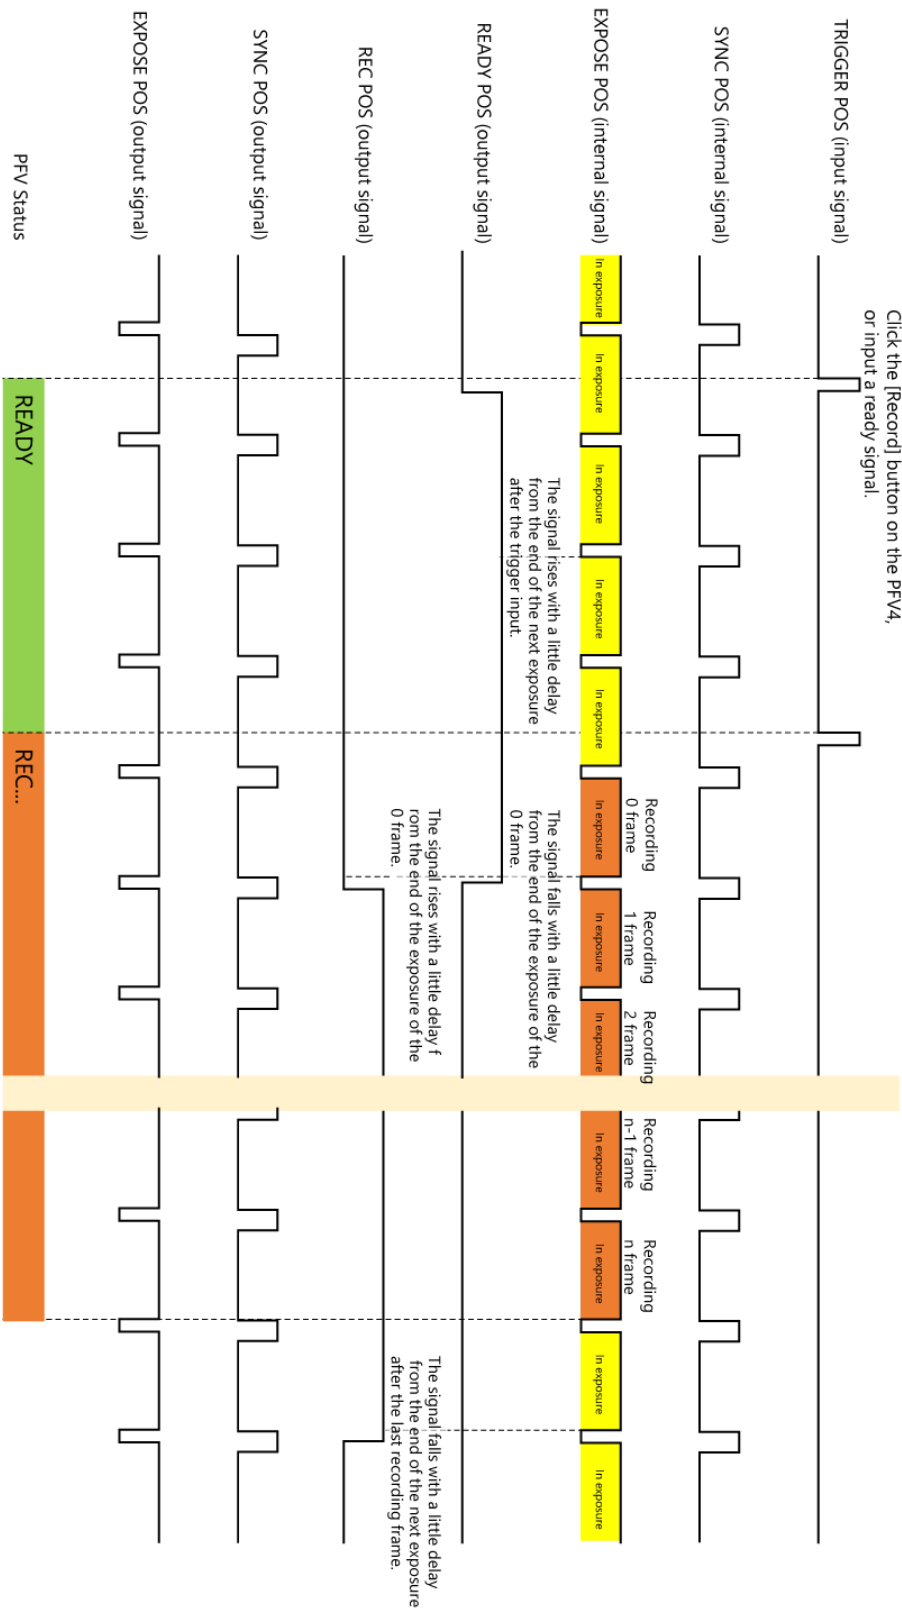 Click the [Record] button on the PFV4,
or input a ready signal.
TRIGGER POS (input signal)
SYNC POS (internal signal)
Recording
0 frame
Recording
1 frame
Recording
2 frame
Recording
n-1 frame
Recording
n frame
EXPOSE POS (internal signal)
In exposure
In exposure
In exposure
In exposure
In exposure
In exposure
In exposure
In exposure
In exposure
In exposure
In exposure
In exposure
The signal rises with a little delay
from the end of the next exposure
after the trigger input.
The signal falls with a little delay
from the end of the exposure of the
0 frame.
READY POS (output signal)
The signal rises with a little delay f
rom the end of the exposure of the
0 frame.
The signal falls with a little delay
from the end of the next exposure
after the last recording frame.
REC POS (output signal)
SYNC POS (output signal)
EXPOSE POS (output signal)
PFV Status
READY
REC...